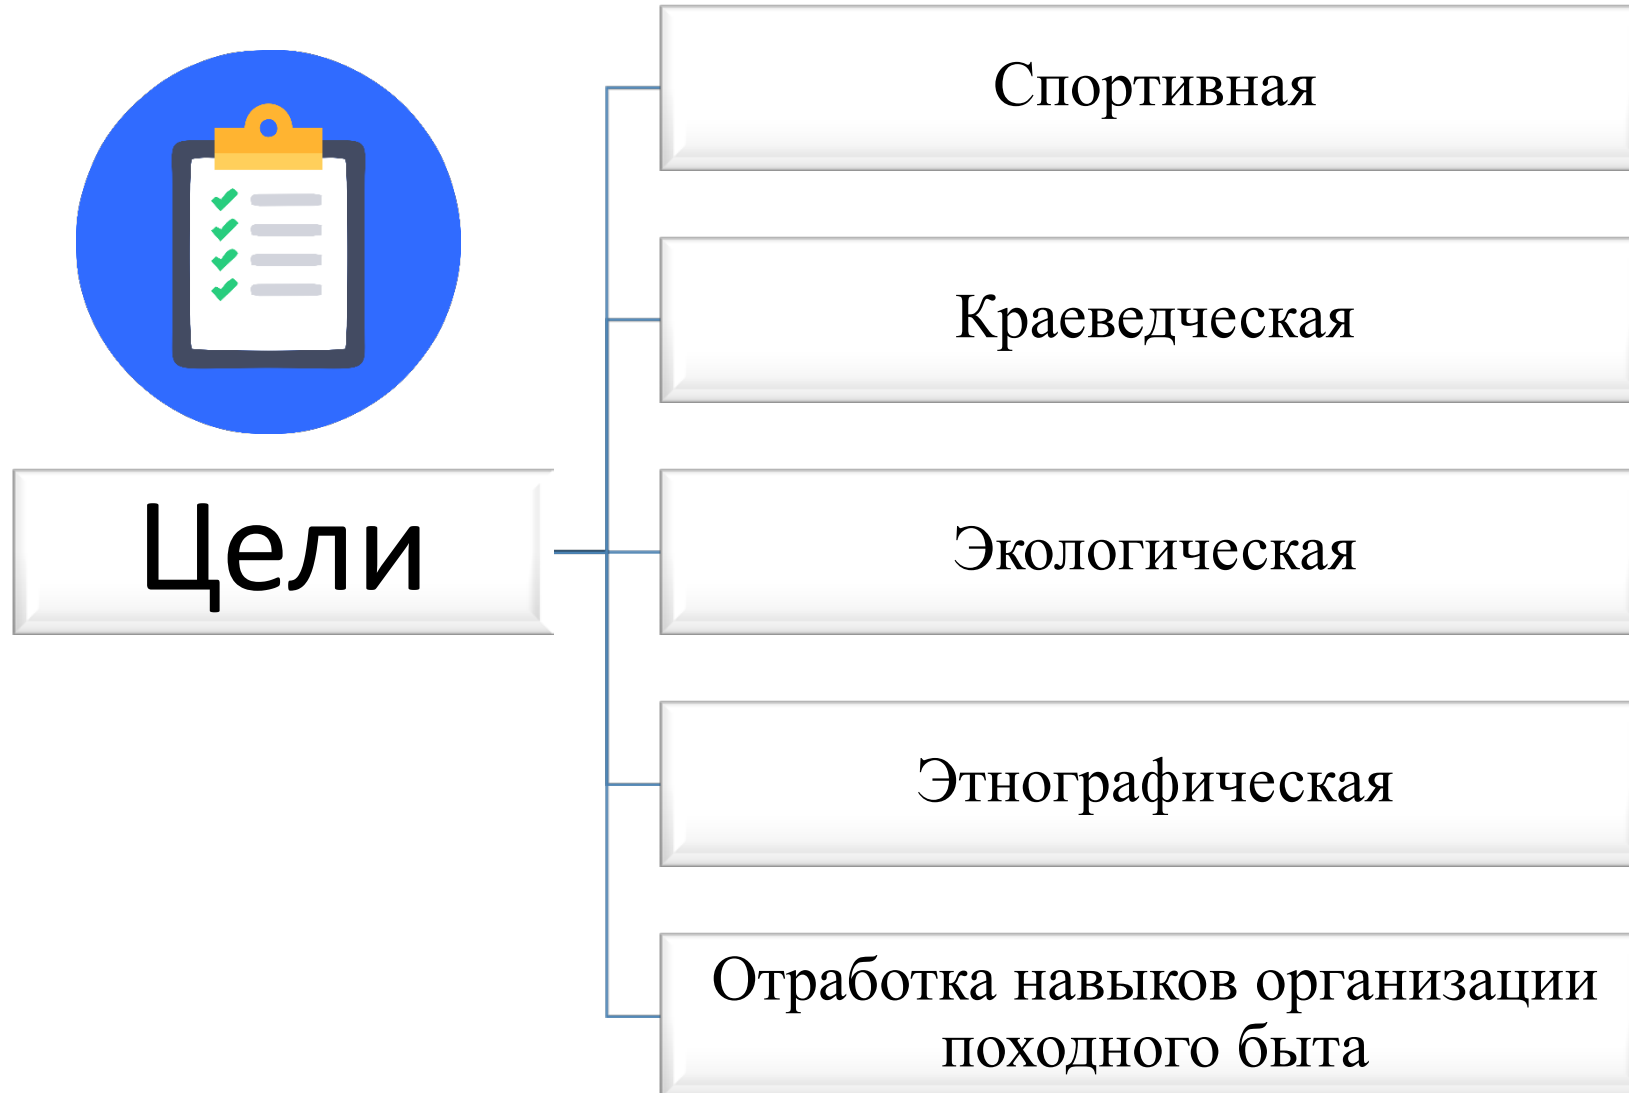 Цели
Спортивная
Краеведческая
Экологическая
Этнографическая
Отработка навыков организации
походного быта